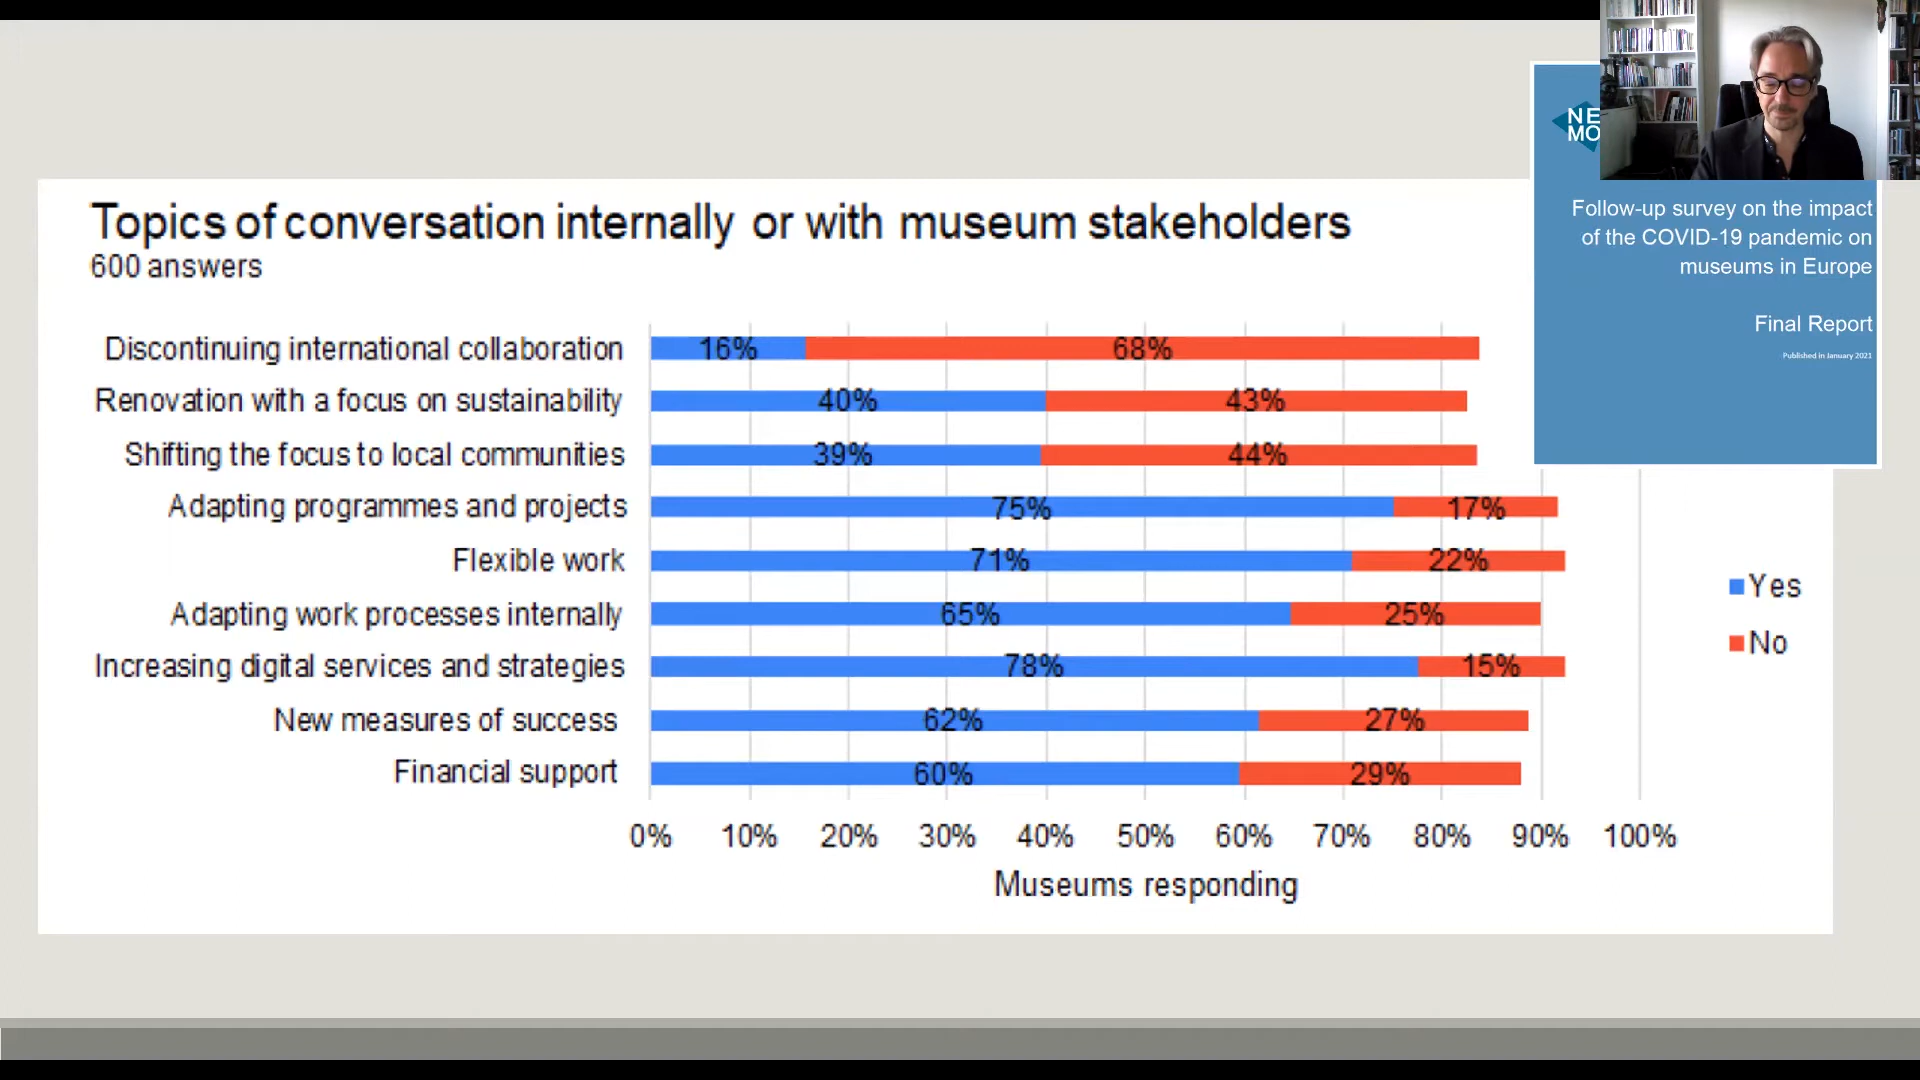 Topics of conversation internally or with museum stakeholders
600 answers
Discontinuing international collaboration
16%
68%
Renovation with a focus on sustainability
40%
43%
Shifting the focus to local communities
39%
44%
Adapting programmes and projects
75%
17%
Flexible work
71%
22%
Adapting work processes internally
65%
25%
Increasing digital services and strategies
78%
15%
New measures of success
62%
27%
Financial support
60%
29%
0% 10% 20% 30% 40% 50% 60% 70% 80% 90% 100%
Museums responding
Yes
No
NE
MO
Follow-up survey on the impact
of the COVID-19 pandemic on
museums in Europe
Final Report
Published in January 2021